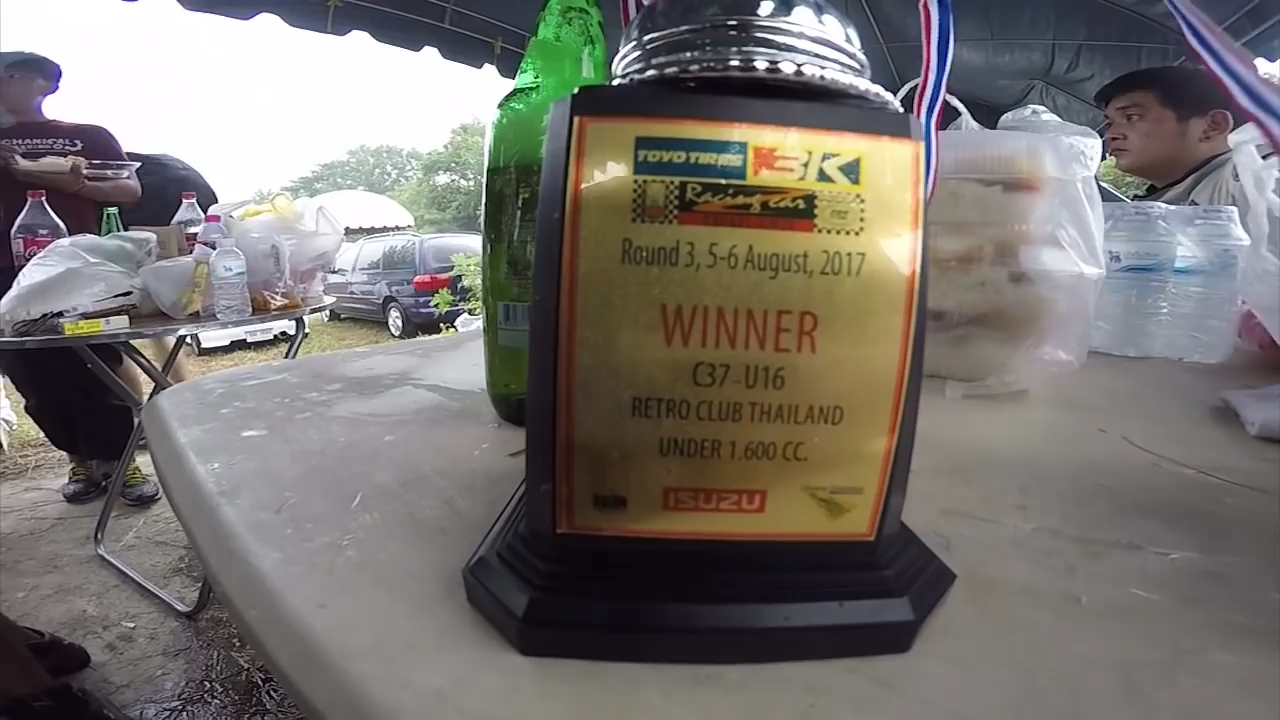 TOYO TIRES 3K
Racing Car
Round 3, 5-6 August, 2017
WINNER
C37-U16
RETRO CLUB THAILAND
UNDER 1.600 CC.
ISUZU